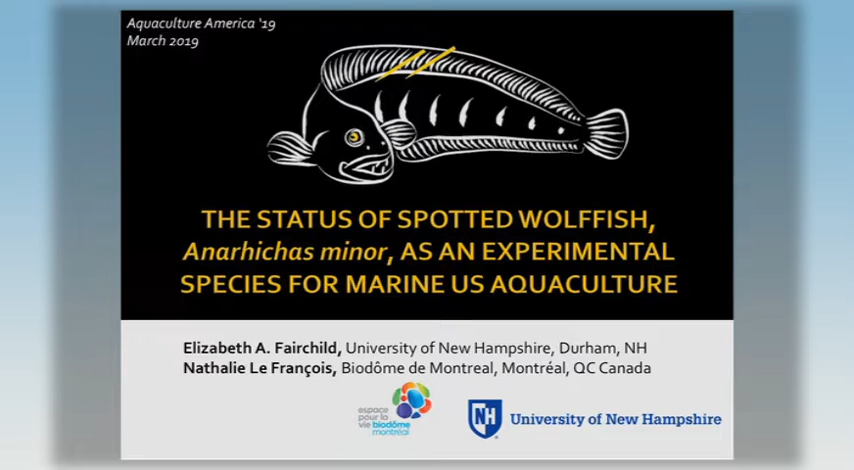 Aquaculture America '19
March 2019
THE STATUS OF SPOTTED WOLFFISH,
Anarhichas minor, AS AN EXPERIMENTAL
SPECIES FOR MARINE US AQUACULTURE
Elizabeth A. Fairchild, University of New Hampshire, Durham, NH
Nathalie Le François, Biodôme de Montreal, Montréal, QC Canada
espace
pour la
vie biodôme
montréal
NH
University of New Hampshire